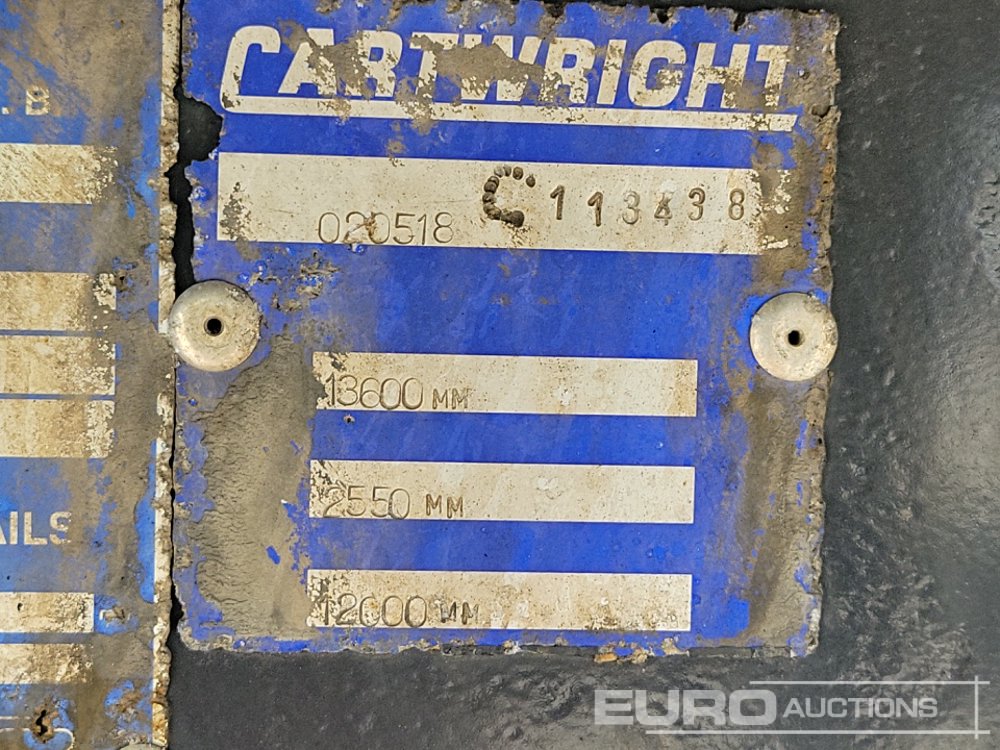 CARTWRIGHT
. B
020518 C113438
13600 MM
2550 MM
AILS
12000 MM
EURO AUCTIONS